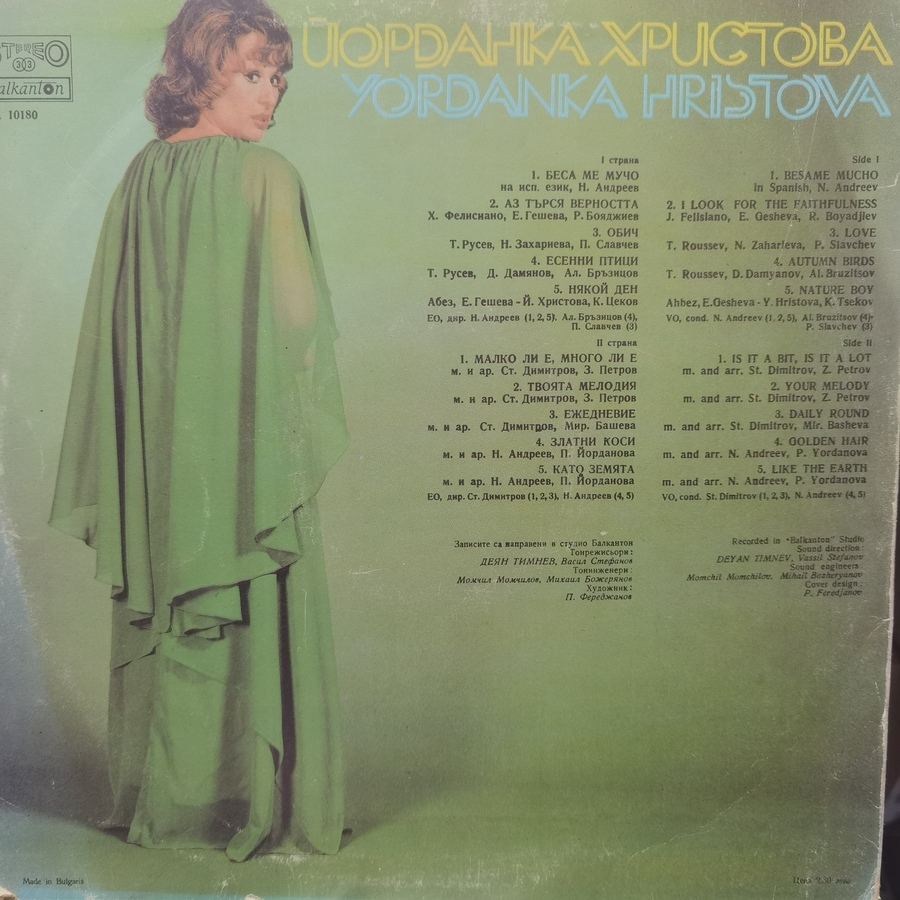 STEREO
33
Balkanton
10180
ЙОРДАНКА ХРИСТОВА
YORDANKA HRISTOVA
I страна
1. БЕСА МЕ МУЧО
на исп. език, Н. Андреев
2. АЗ ТЪРСЯ ВЕРНОСТТА
Х. Фелисиано, Е. Гешева, Р. Бояджиев
3. ОБИЧ
Т. Русев, Н. Захариева, П. Славчев
4. ЕСЕННИ ПТИЦИ
Т. Русев, Д. Дамянов, Ал. Бръзицов
5. НЯКОЙ ДЕН
Абез, Е. Гешева - Й. Христова, К. Цеков
ЕО, дир. Н. Андреев (1, 2, 5). Ал. Бръзицов (4),
П. Славчев (3)
II страна
1. МАЛКО ЛИ Е, МНОГО ЛИ Е
м. и ар. Ст. Димитров, З. Петров
2. ТВОЯТА МЕЛОДИЯ
м. и ар. Ст. Димитров, З. Петров
3. ЕЖЕДНЕВИЕ
м. и ар. Ст. Димитров, Мир. Башева
4. ЗЛАТНИ КОСИ
м. и ар. Н. Андреев, П. Йорданова
5. КАТО ЗЕМЯТА
м. и ар. Н. Андреев, П. Йорданова
ЕО, дир. Ст. Димитров (1, 2, 3), Н. Андреев (4, 5)
Записите са направени в студио Балкантон
Тонрежисьори:
ДЕЯН ТИМНЕВ, Васил Стефанов
Тонинженери:
Момчил Момчилов, Михаил Божерянов
Художник:
П. Фереджанов
Side I
1. BESAME MUCHO
in Spanish, N. Andreev
2. I LOOK FOR THE FAITHFULNESS
J. Felisiano, E. Gesheva, R. Boyadjiev
3. LOVE
T. Roussev, N. Zaharieva, P. Slavchev
4. AUTUMN BIRDS
T. Roussev, D. Damyanov, Al. Bruzitsov
5. NATURE BOY
Ahbez, E. Gesheva - Y. Hristova, K. Tsekov
VO, cond. N. Andreev (1, 2, 5), Al. Bruzitsov (4),
P. Slavchev (3)
Side II
1. IS IT A BIT, IS IT A LOT
m. and arr. St. Dimitrov, Z. Petrov
2. YOUR MELODY
m. and arr. St. Dimitrov, Z. Petrov
3. DAILY ROUND
m. and arr. St. Dimitrov, Mir. Basheva
4. GOLDEN HAIR
m. and arr. N. Andreev, P. Yordanova
5. LIKE THE EARTH
m. and arr. N. Andreev, P. Yordanova
VO, cond. St. Dimitrov (1, 2, 3), N. Andreev (4, 5)
Recorded in "Balkanton" Studio
Sound direction:
DEYAN TIMNEV, Vassil Stefanov
Sound engineers:
Momchil Momchilov, Mihail Bozheryanov
Cover design:
P. Feredjanov
Made in Bulgaria
Цена 2·30 лева